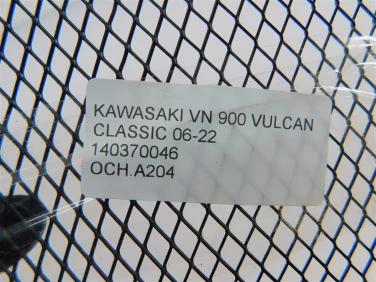 KAWASAKI VN 900 VULCAN
CLASSIC 06-22
140370046
OCH.A204